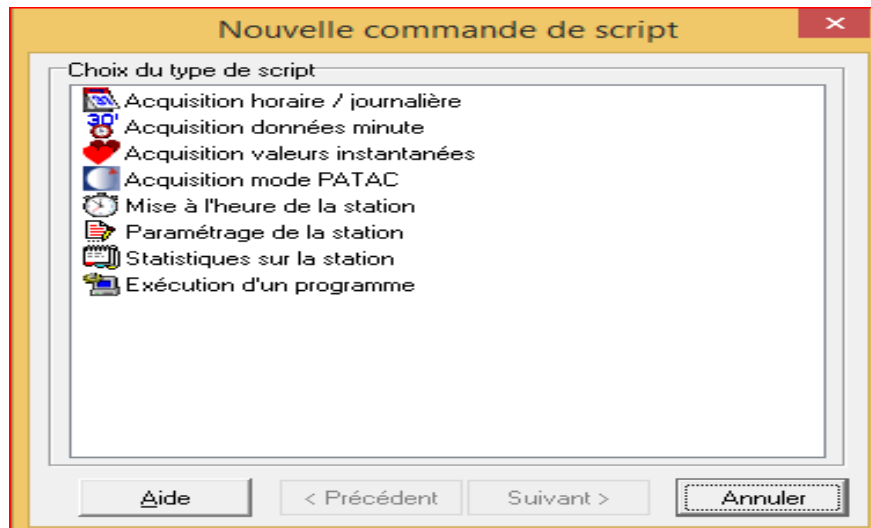 Nouvelle commande de script
Choix du type de script
Acquisition horaire / journalière
30'
Acquisition données minute
Acquisition valeurs instantanées
Acquisition mode PATAC
Mise à l'heure de la station
Paramétrage de la station
Statistiques sur la station
Exécution d'un programme
Aide < Précédent Suivant > Annuler